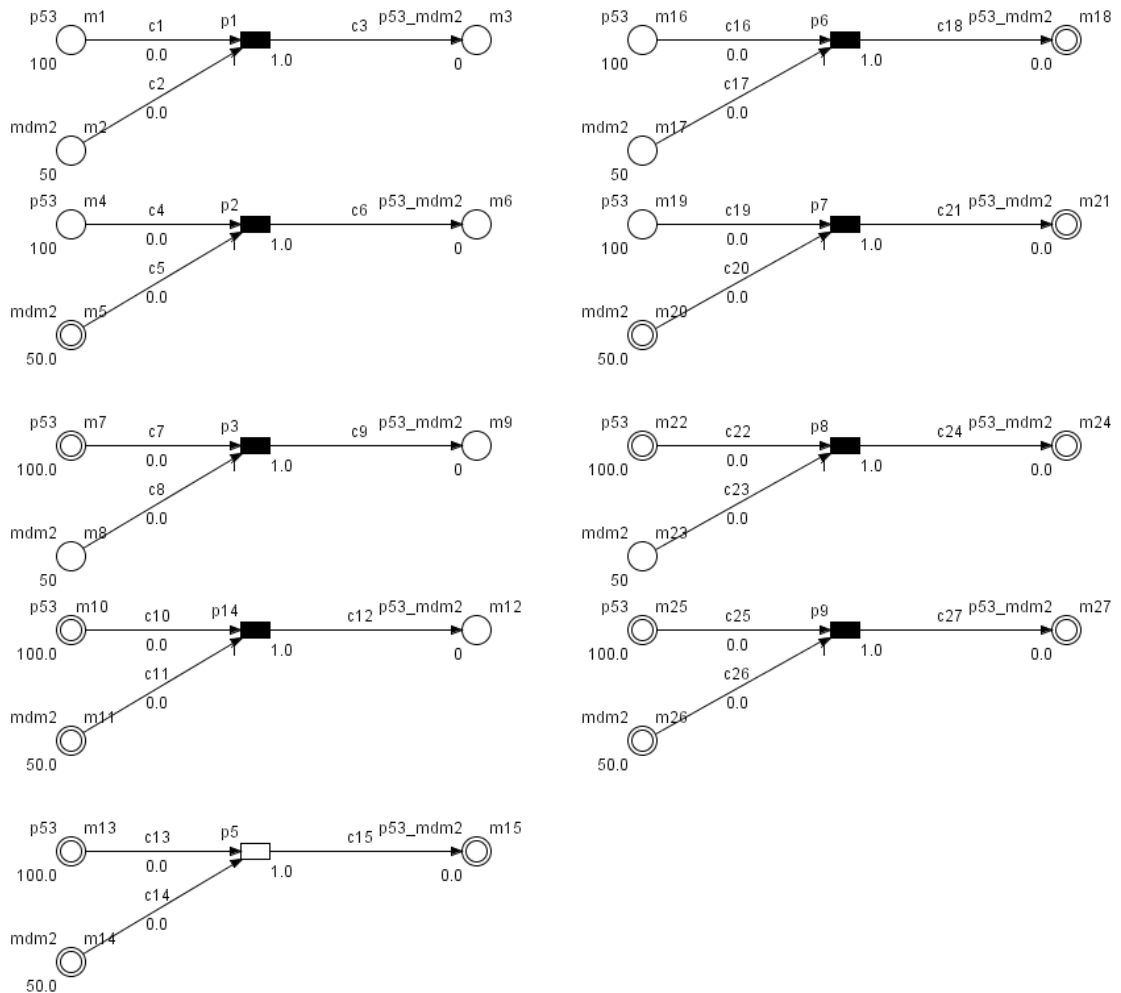 p53 m1 c1 p1 c3 p53_mdm2 m3
100 0.0 1 1.0 0
c2
0.0
mdm2 m2
50
p53 m4 c4 p2 c6 p53_mdm2 m6
100 0.0 1 1.0 0
c5
0.0
mdm2 m5
50.0
p53 m7 c7 p3 c9 p53_mdm2 m9
100.0 0.0 1 1.0 0
c8
0.0
mdm2 m8
50
p53 m10 c10 p14 c12 p53_mdm2 m12
100.0 0.0 1 1.0 0
c11
0.0
mdm2 m11
50.0
p53 m13 c13 p5 c15 p53_mdm2 m15
100.0 0.0 1.0 0.0
c14
0.0
mdm2 m14
50.0
p53 m16 c16 p6 c18 p53_mdm2 m18
100 0.0 1 1.0 0.0
c17
0.0
mdm2 m17
50
p53 m19 c19 p7 c21 p53_mdm2 m21
100 0.0 1 1.0 0.0
c20
0.0
mdm2 m20
50.0
p53 m22 c22 p8 c24 p53_mdm2 m24
100.0 0.0 1 1.0 0.0
c23
0.0
mdm2 m23
50
p53 m25 c25 p9 c27 p53_mdm2 m27
100.0 0.0 1 1.0 0.0
c26
0.0
mdm2 m26
50.0